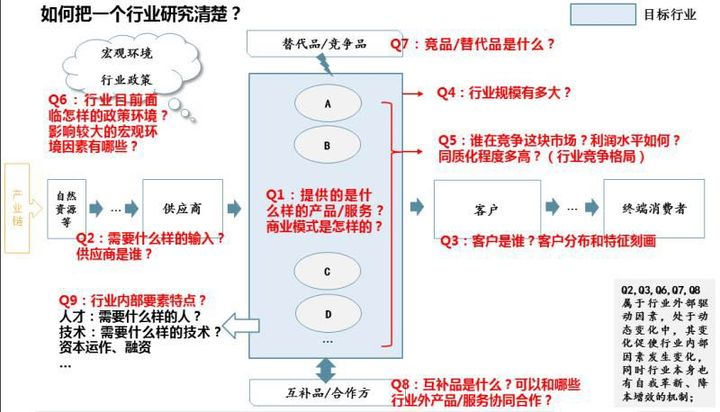 如何把一个行业研究清楚？
目标行业
宏观环境
行业政策
替代品/竞争品
Q7：竞品/替代品是什么？
Q6：行业目前面
临怎样的政策环境？
影响较大的宏观环
境因素有哪些？
A
B
Q4：行业规模有多大？
Q5：谁在竞争这块市场？利润水平如何？
同质化程度多高？（行业竞争格局）
产业链
自然
资源
等
...
供应商
Q1：提供的是什
么样的产品/服务？
商业模式是怎样的？
客户
...
终端消费者
Q2：需要什么样的输入？
供应商是谁？
Q3：客户是谁？客户分布和特征刻画
C
D
...
Q9：行业内部要素特点？
人才：需要什么样的人？
技术：需要什么样的技术？
资本运作、融资
...
Q2,Q3,Q6,Q7,Q8
属于行业外部驱
动因素，处于动
态变化中，其变
化促使行业内部
因素发生变化，
同时行业本身也
有自我革新、降
本增效的机制；
互补品/合作方
Q8：互补品是什么？可以和哪些
行业外产品/服务协同合作？